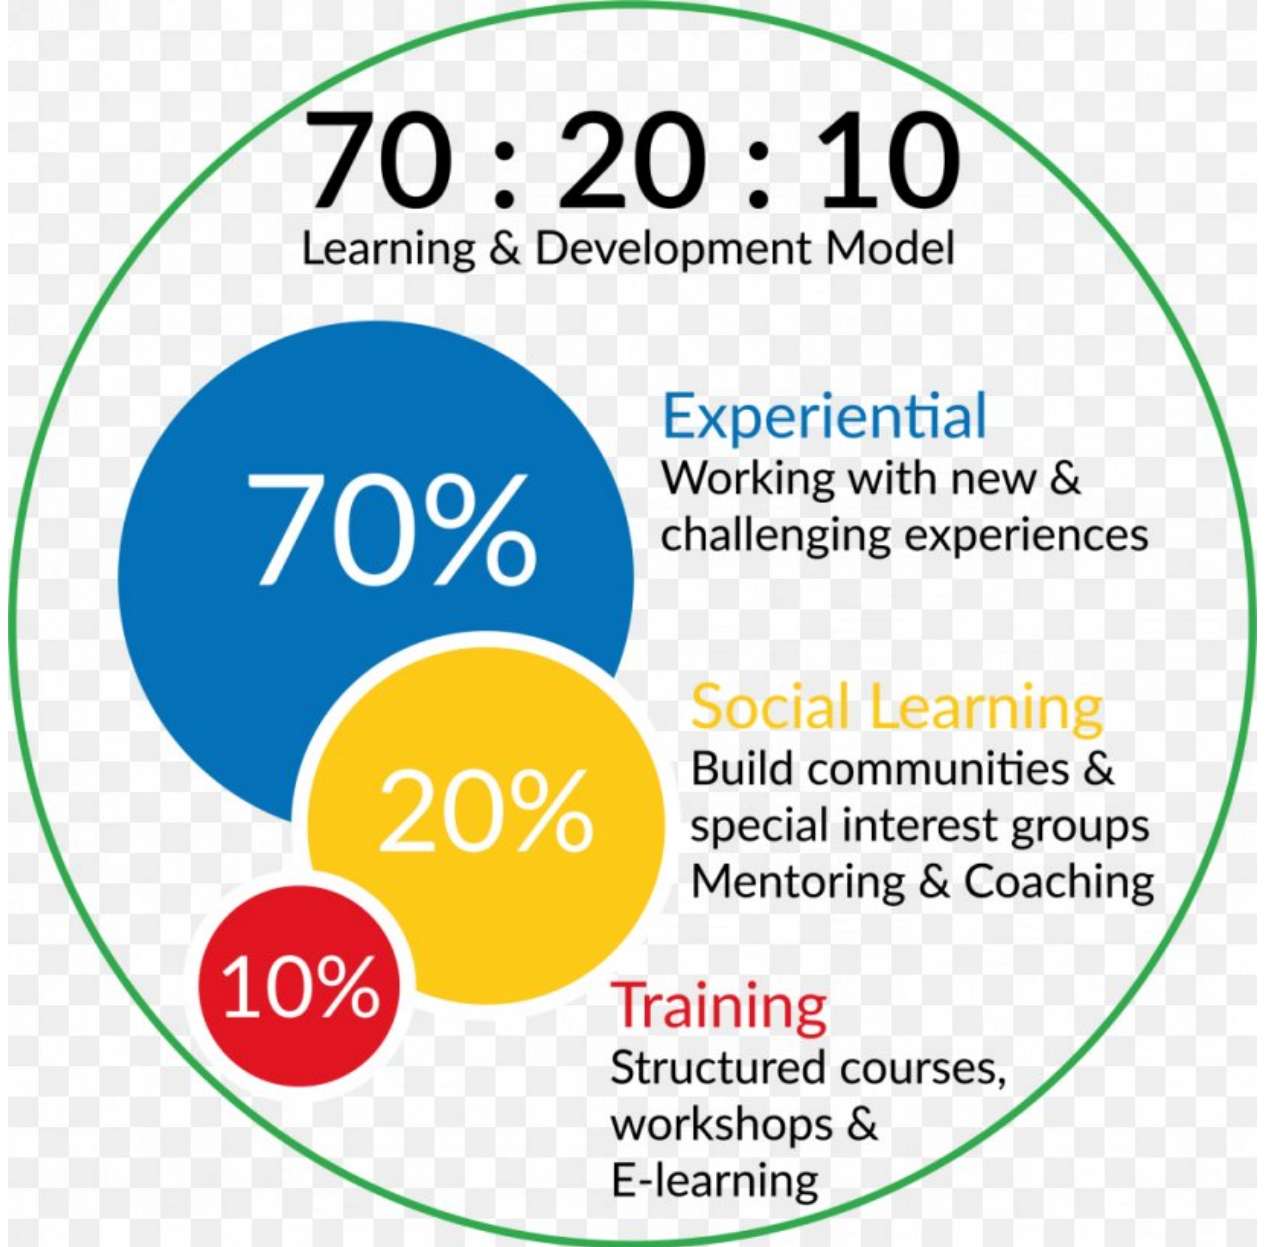 70 : 20 : 10
Learning & Development Model
70%
Experiential
Working with new &
challenging experiences
20%
Social Learning
Build communities &
special interest groups
Mentoring & Coaching
10%
Training
Structured courses,
workshops &
E-learning